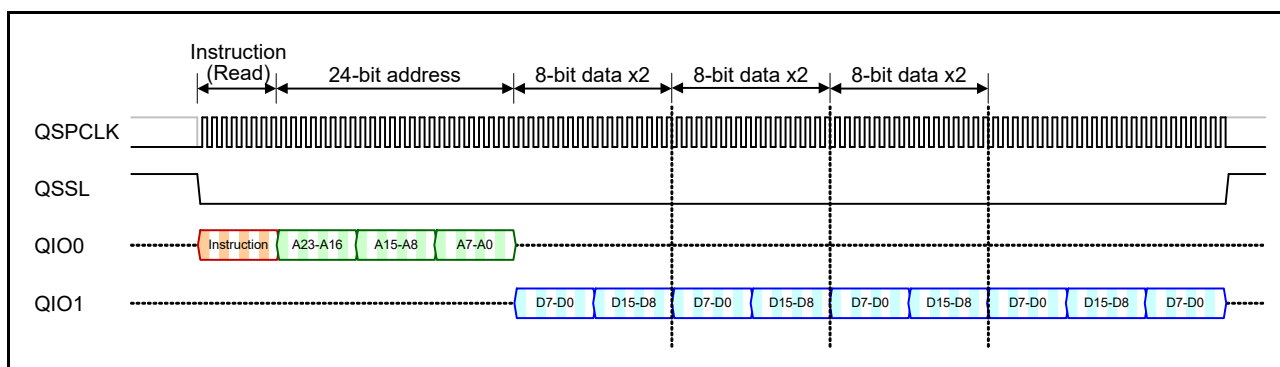 Instruction
(Read)
24-bit address
8-bit data x2
8-bit data x2
8-bit data x2
QSPCLK
QSSL
QIO0
Instruction
A23-A16
A15-A8
A7-A0
QIO1
D7-D0
D15-D8
D7-D0
D15-D8
D7-D0
D15-D8
D7-D0
D15-D8
D7-D0